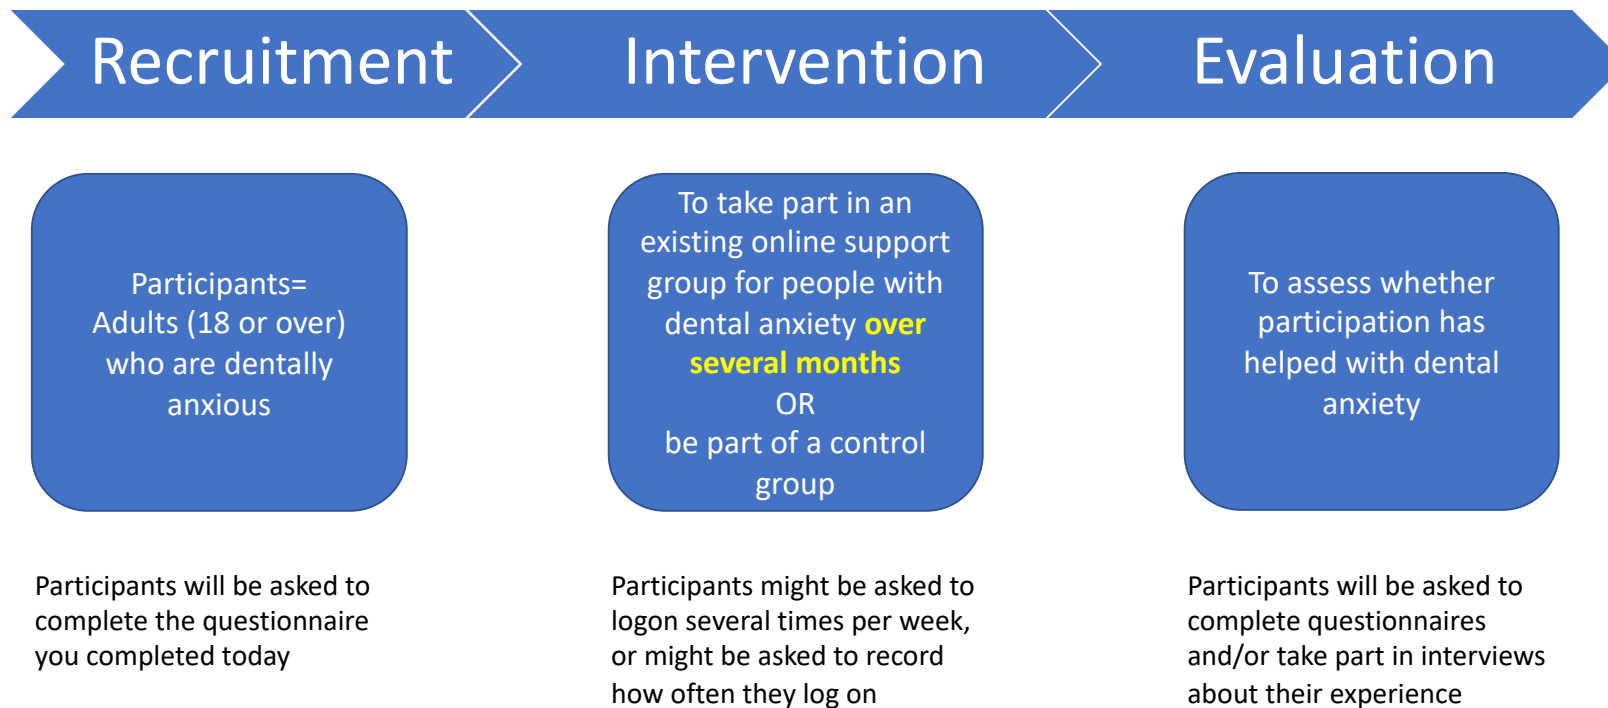 Recruitment
Intervention
Evaluation
Participants=
Adults (18 or over)
who are dentally
anxious
To take part in an
existing online support
group for people with
dental anxiety over
several months
OR
be part of a control
group
To assess whether
participation has
helped with dental
anxiety
Participants will be asked to
complete the questionnaire
you completed today
Participants might be asked to
logon several times per week,
or might be asked to record
how often they log on
Participants will be asked to
complete questionnaires
and/or take part in interviews
about their experience